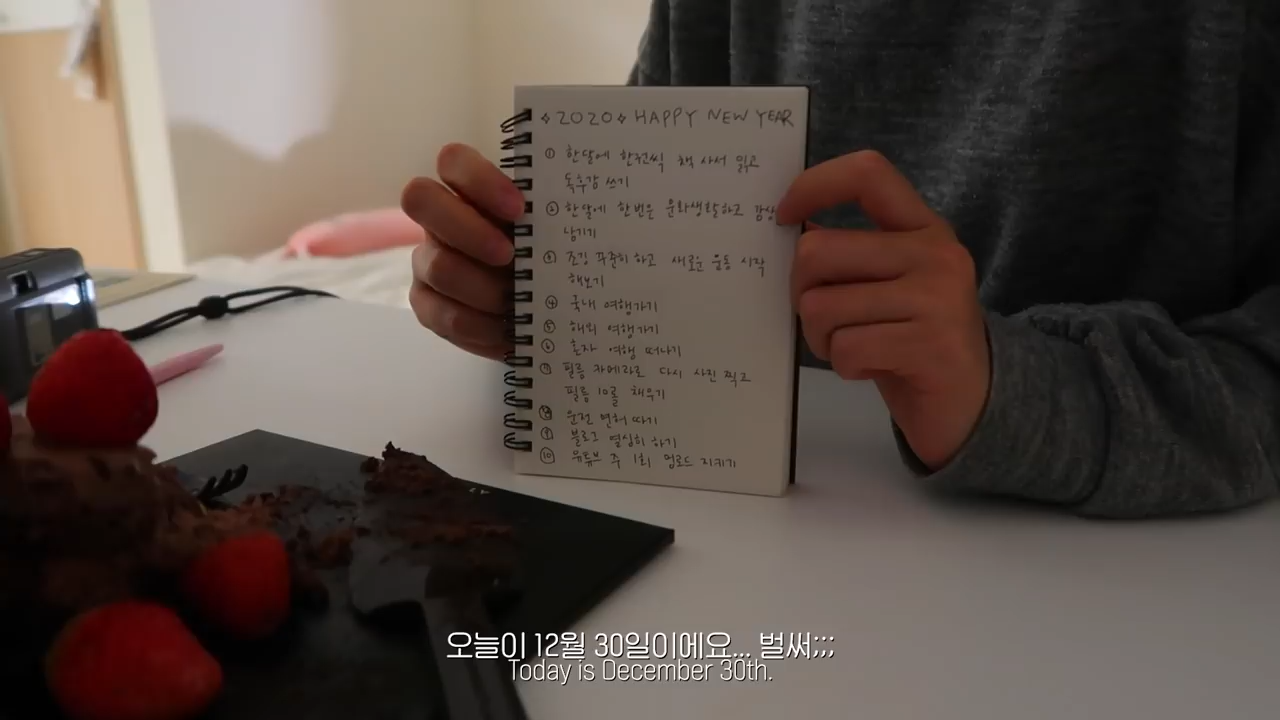 ✧2020✧ HAPPY NEW YEAR
① 한달에 한권씩 책 사서 읽고
독후감 쓰기
② 한달에 한번은 문화생활하고 감상
남기기
③ 조깅 꾸준히 하고 새로운 운동 시작
해보기
④ 국내 여행가기
⑤ 해외 여행가기
⑥ 혼자 여행 떠나기
⑦ 필름 카메라로 다시 사진 찍고
필름 10롤 채우기
⑧ 운전 면허 따기
⑨ 블로그 열심히 하기
⑩ 유튜브 주 1회 업로드 지키기
오늘이 12월 30일이에요... 벌써;;;
Today is December 30th.